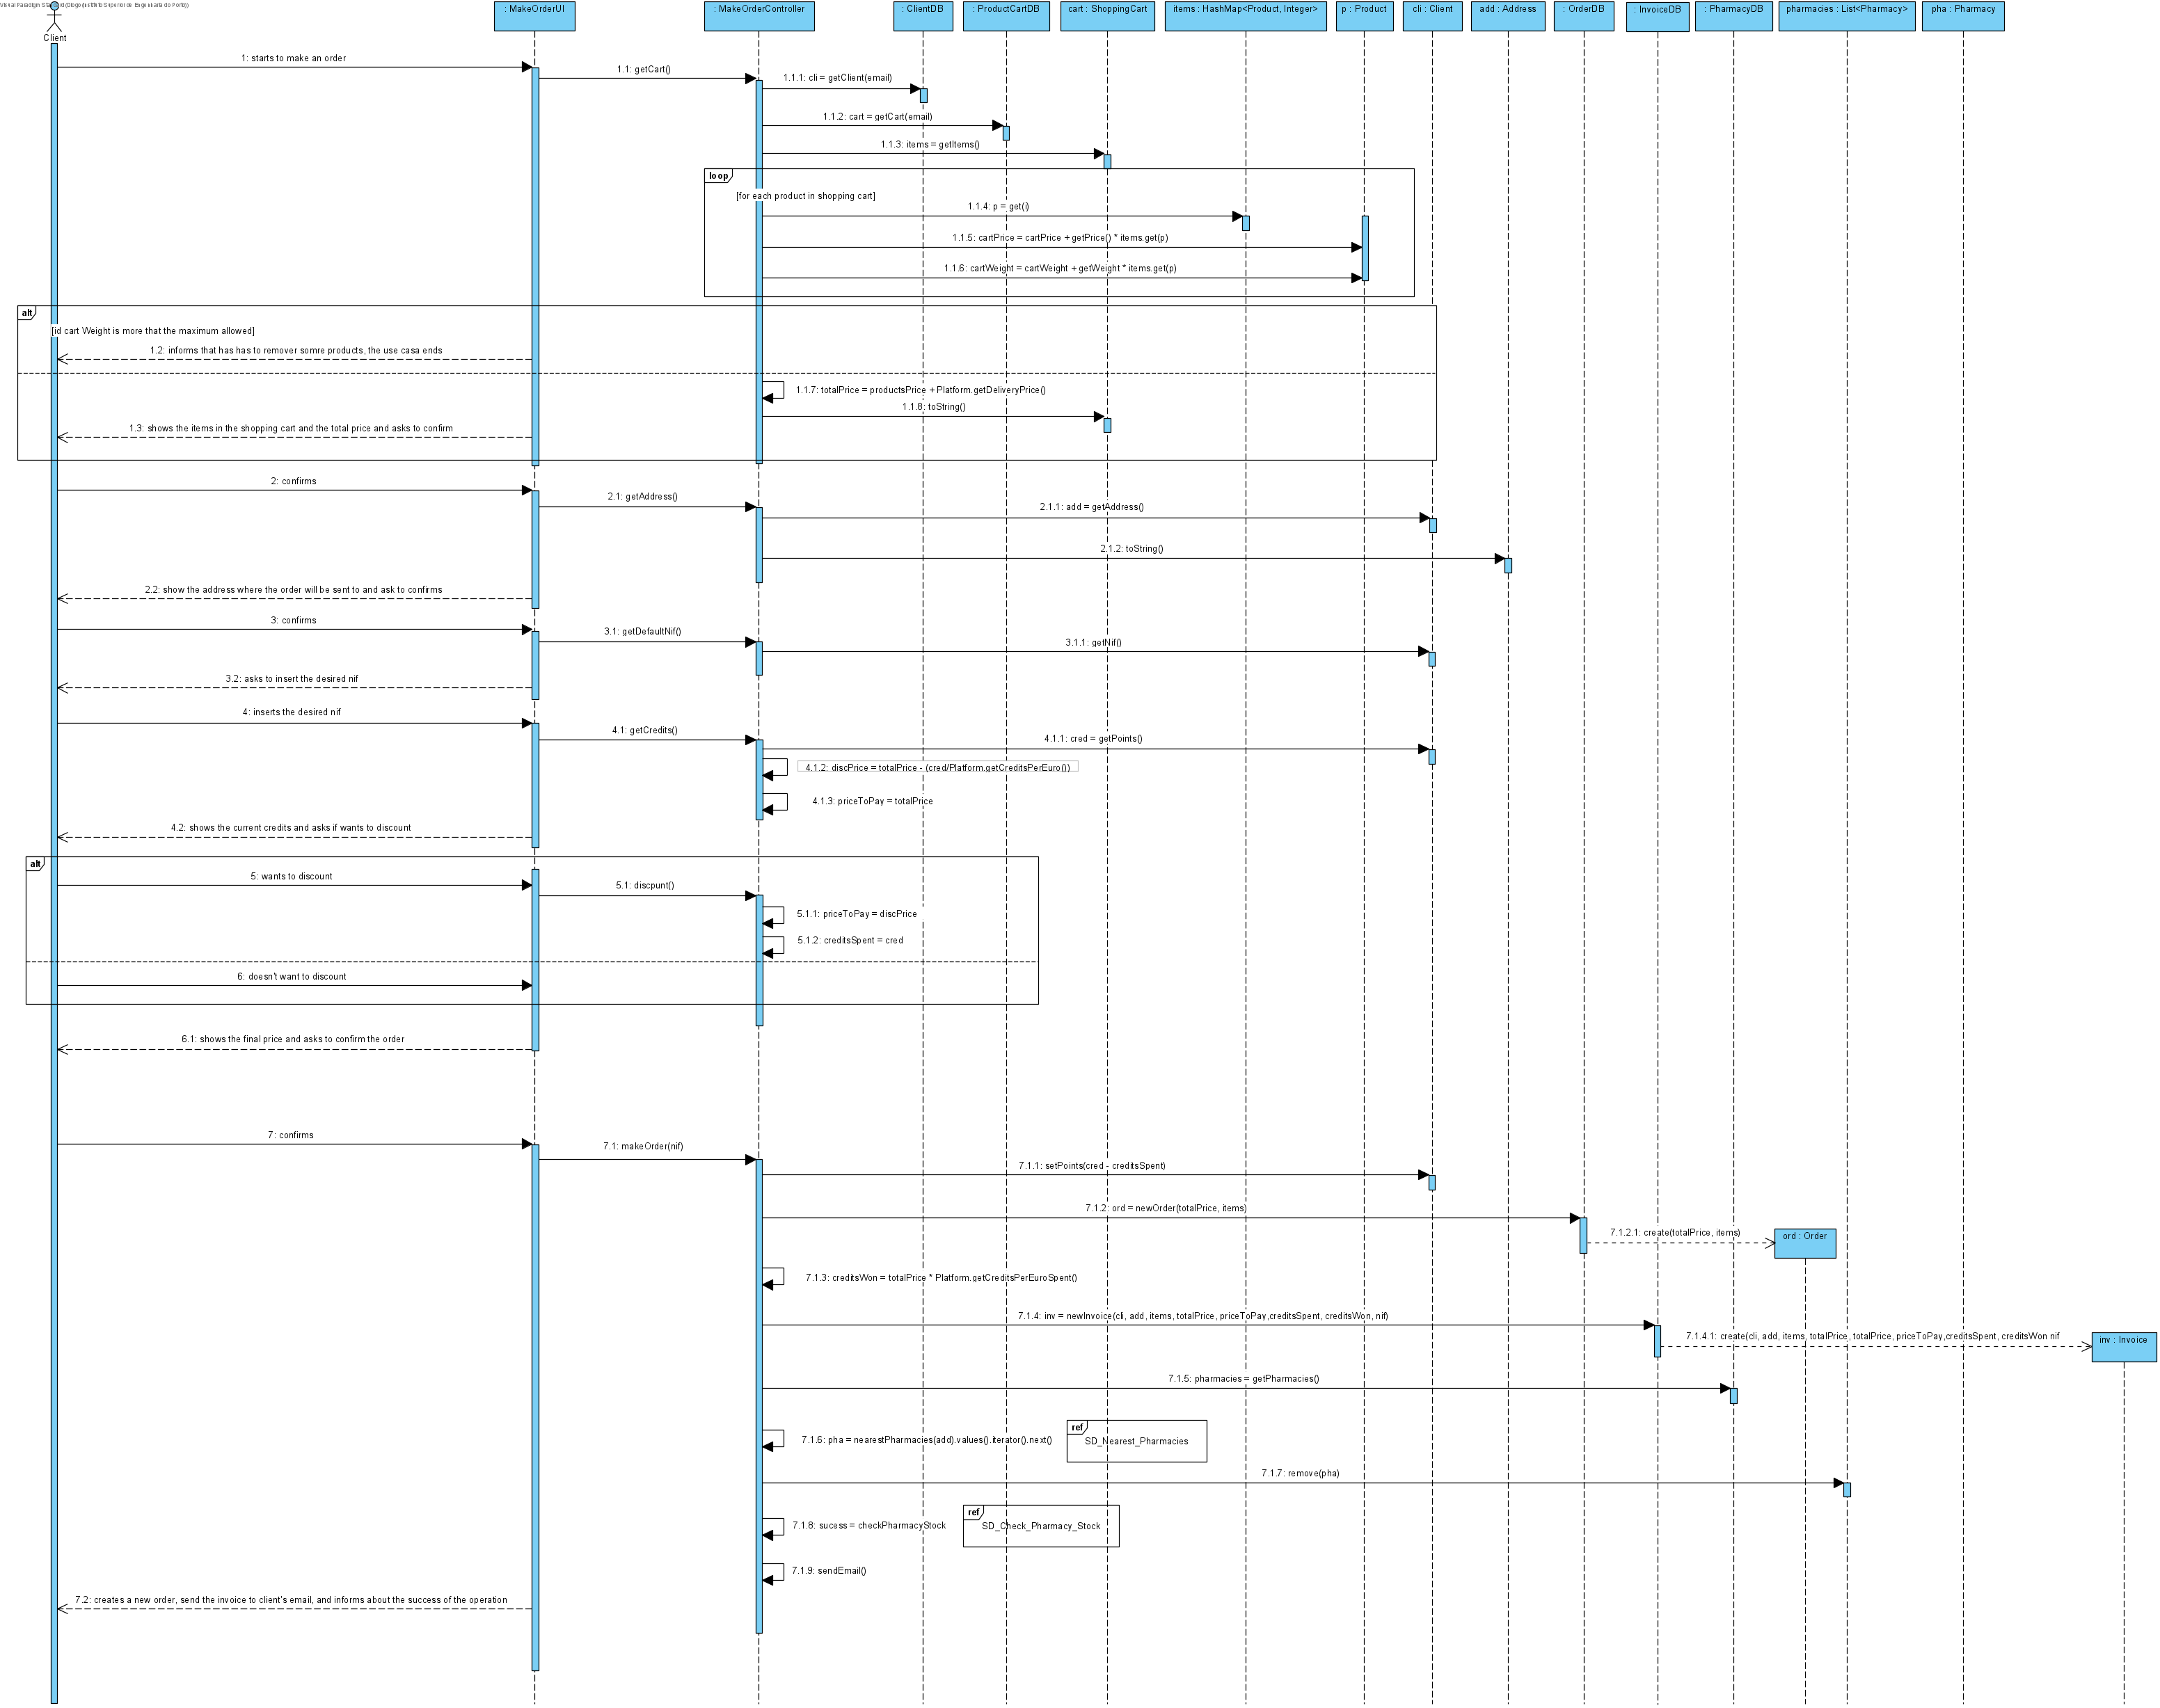 Client
: MakeOrderUI
: MakeOrderController
: ClientDB
: ProductCartDB
cart : ShoppingCart
items : HashMap<Product, Integer>
p : Product
cli : Client
add : Address
: OrderDB
: InvoiceDB
: PharmacyDB
pharmacies : List<Pharmacy>
pha : Pharmacy
1: starts to make an order
1.1: getCart()
1.1.1: cli = getClient(email)
1.1.2: cart = getCart(email)
1.1.3: items = getItems()
loop
[for each product in shopping cart]
1.1.4: p = get(i)
1.1.5: cartPrice = cartPrice + getPrice() * items.get(p)
1.1.6: cartWeight = cartWeight + getWeight * items.get(p)
alt
[id cart Weight is more that the maximum allowed]
1.2: informs that has has to remover somre products, the use casa ends
1.1.7: totalPrice = productsPrice + Platform.getDeliveryPrice()
1.1.8: toString()
1.3: shows the items in the shopping cart and the total price and asks to confirm
2: confirms
2.1: getAddress()
2.1.1: add = getAddress()
2.1.2: toString()
2.2: show the address where the order will be sent to and ask to confirms
3: confirms
3.1: getDefaultNif()
3.1.1: getNif()
3.2: asks to insert the desired nif
4: inserts the desired nif
4.1: getCredits()
4.1.1: cred = getPoints()
4.1.2: discPrice = totalPrice - (cred/Platform.getCreditsPerEuro())
4.1.3: priceToPay = totalPrice
4.2: shows the current credits and asks if wants to discount
alt
5: wants to discount
5.1: discpunt()
5.1.1: priceToPay = discPrice
5.1.2: creditsSpent = cred
6: doesn't want to discount
6.1: shows the final price and asks to confirm the order
7: confirms
7.1: makeOrder(nif)
7.1.1: setPoints(cred - creditsSpent)
7.1.2: ord = newOrder(totalPrice, items)
7.1.2.1: create(totalPrice, items)
ord : Order
7.1.3: creditsWon = totalPrice * Platform.getCreditsPerEuroSpent()
7.1.4: inv = newInvoice(cli, add, items, totalPrice, priceToPay,creditsSpent, creditsWon, nif)
7.1.4.1: create(cli, add, items, totalPrice, totalPrice, priceToPay,creditsSpent, creditsWon nif
inv : Invoice
7.1.5: pharmacies = getPharmacies()
7.1.6: pha = nearestPharmacies(add).values().iterator().next()
ref
SD_Nearest_Pharmacies
7.1.7: remove(pha)
7.1.8: sucess = checkPharmacyStock
ref
SD_Check_Pharmacy_Stock
7.1.9: sendEmail()
7.2: creates a new order, send the invoice to client's email, and informs about the success of the operation